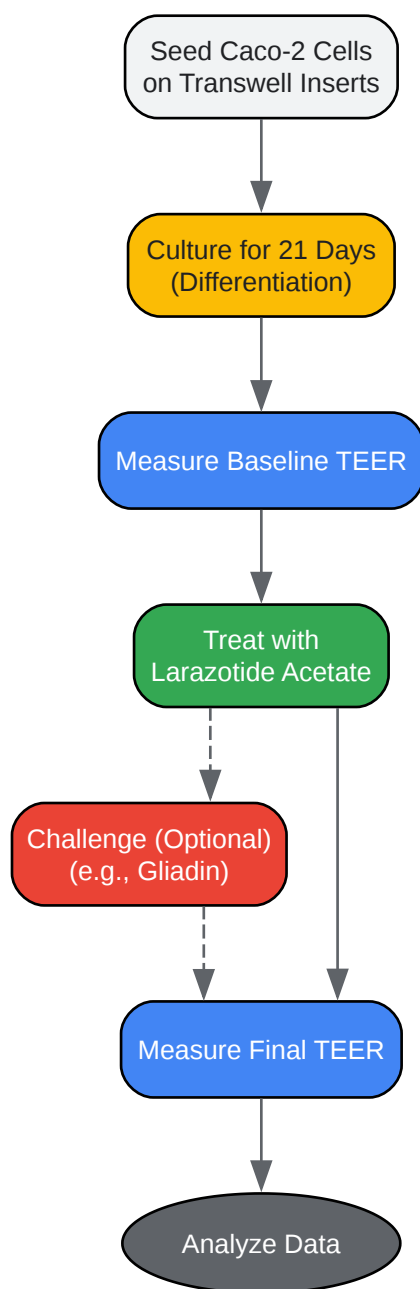 Seed Caco-2 Cells
on Transwell Inserts
Culture for 21 Days
(Differentiation)
Measure Baseline TEER
Treat with
Larazotide Acetate
Challenge (Optional)
(e.g., Gliadin)
Measure Final TEER
Analyze Data